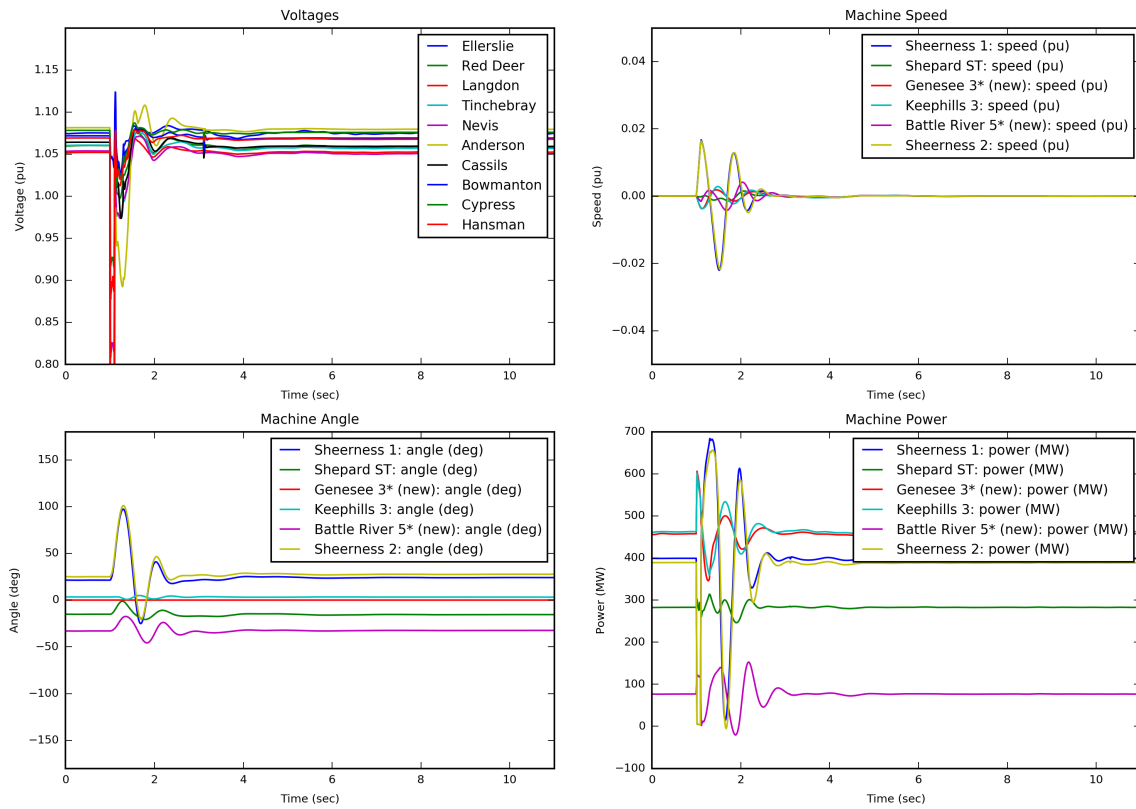 Voltages
Voltage (pu)
1.15
1.10
1.05
1.00
0.95
0.90
0.85
0.80
0 2 4 6 8 10
Time (sec)
Ellerslie
Red Deer
Langdon
Tinchebray
Nevis
Anderson
Cassils
Bowmanton
Cypress
Hansman
Machine Speed
Speed (pu)
0.04
0.02
0.00
−0.02
−0.04
0 2 4 6 8 10
Time (sec)
Sheerness 1: speed (pu)
Shepard ST: speed (pu)
Genesee 3* (new): speed (pu)
Keephills 3: speed (pu)
Battle River 5* (new): speed (pu)
Sheerness 2: speed (pu)
Machine Angle
Angle (deg)
150
100
50
0
−50
−100
−150
0 2 4 6 8 10
Time (sec)
Sheerness 1: angle (deg)
Shepard ST: angle (deg)
Genesee 3* (new): angle (deg)
Keephills 3: angle (deg)
Battle River 5* (new): angle (deg)
Sheerness 2: angle (deg)
Machine Power
Power (MW)
700
600
500
400
300
200
100
0
−100
0 2 4 6 8 10
Time (sec)
Sheerness 1: power (MW)
Shepard ST: power (MW)
Genesee 3* (new): power (MW)
Keephills 3: power (MW)
Battle River 5* (new): power (MW)
Sheerness 2: power (MW)